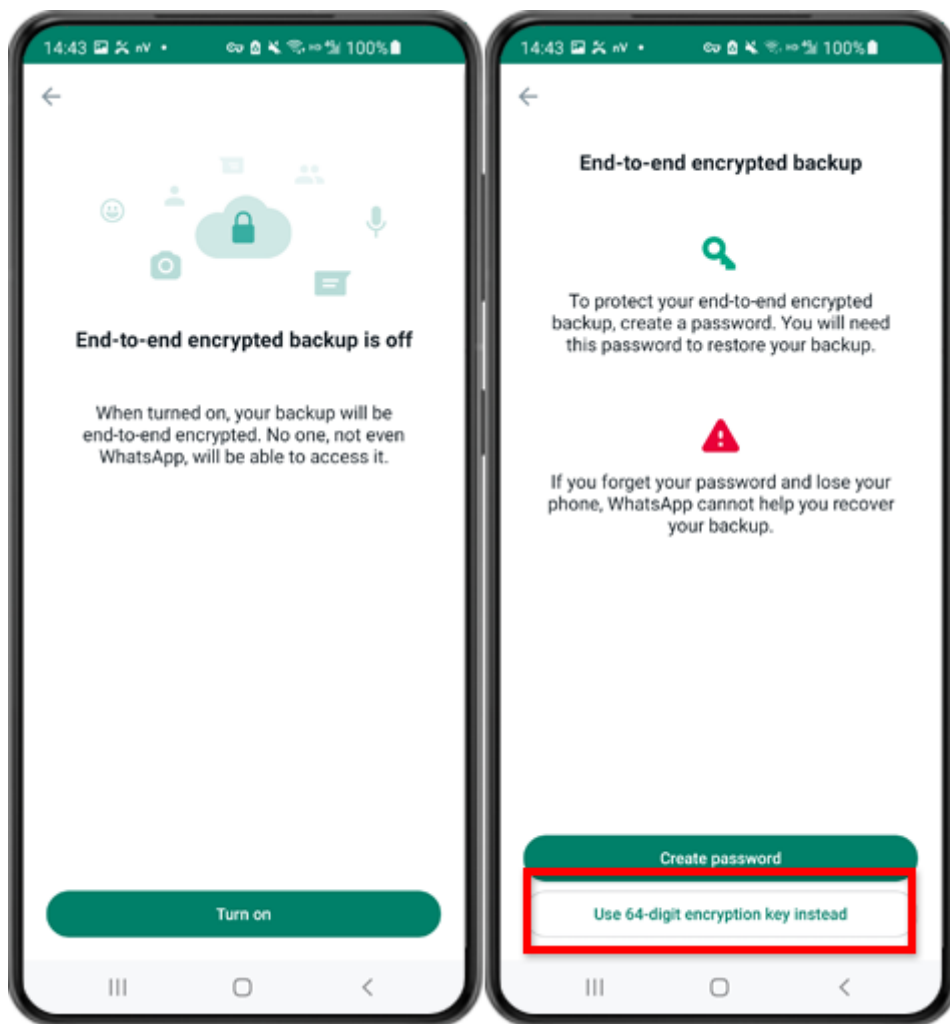 14:43 nV • 100%
End-to-end encrypted backup is off
When turned on, your backup will be
end-to-end encrypted. No one, not even
WhatsApp, will be able to access it.
Turn on
14:43 nV • 100%
End-to-end encrypted backup
To protect your end-to-end encrypted
backup, create a password. You will need
this password to restore your backup.
If you forget your password and lose your
phone, WhatsApp cannot help you recover
your backup.
Create password
Use 64-digit encryption key instead